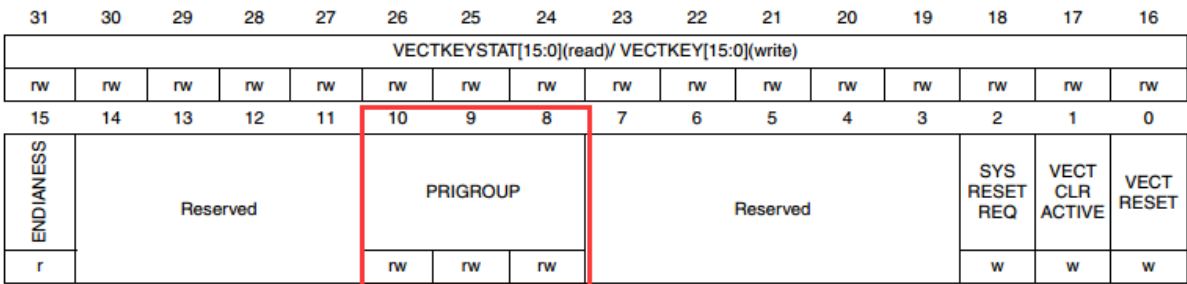 31 30 29 28 27 26 25 24 23 22 21 20 19 18 17 16
VECTKEYSTAT[15:0](read)/ VECTKEY[15:0](write)
rw rw rw rw rw rw rw rw rw rw rw rw rw rw rw rw
15 14 13 12 11 10 9 8 7 6 5 4 3 2 1 0
ENDIANESS
Reserved
PRIGROUP
Reserved
SYS
RESET
REQ
VECT
CLR
ACTIVE
VECT
RESET
r rw rw rw w w w